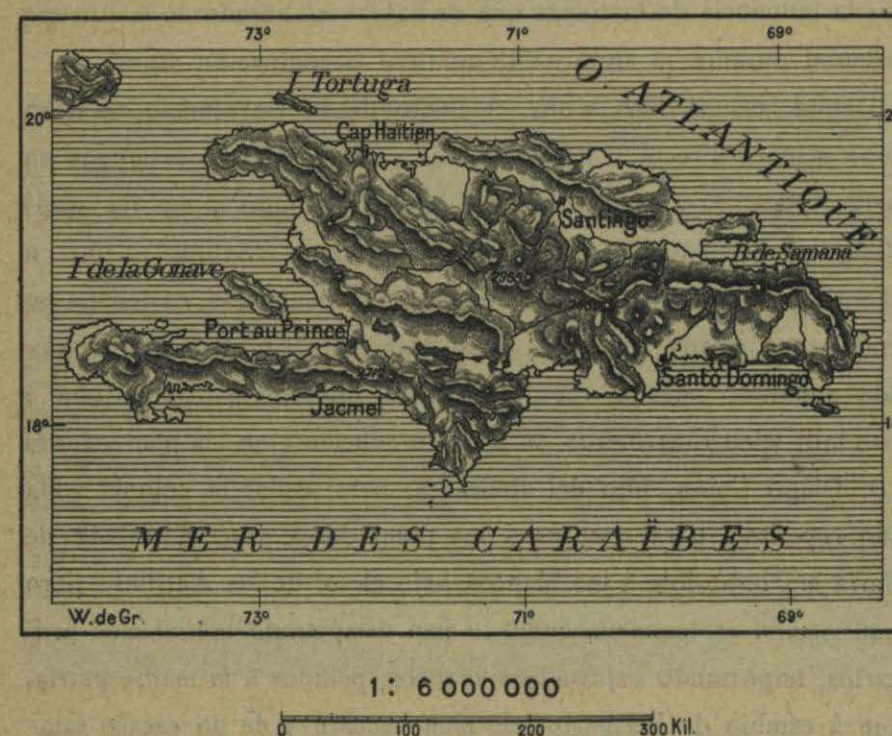 73° 71° 69°
O. ATLANTIQUE
I. Tortuga
20°
Cap Haïtien
Santingo
B. de Samana
I de la Gonave
Port au Prince
Santo Domingo
Jacmel
18°
MER DES CARAÏBES
W. de Gr.
73° 71° 69°
1: 6 000 000
0 100 200 300 Kil.